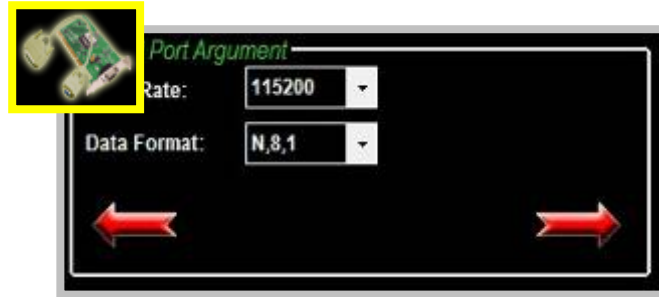 Port Argument
Rate:
115200
Data Format:
N,8,1